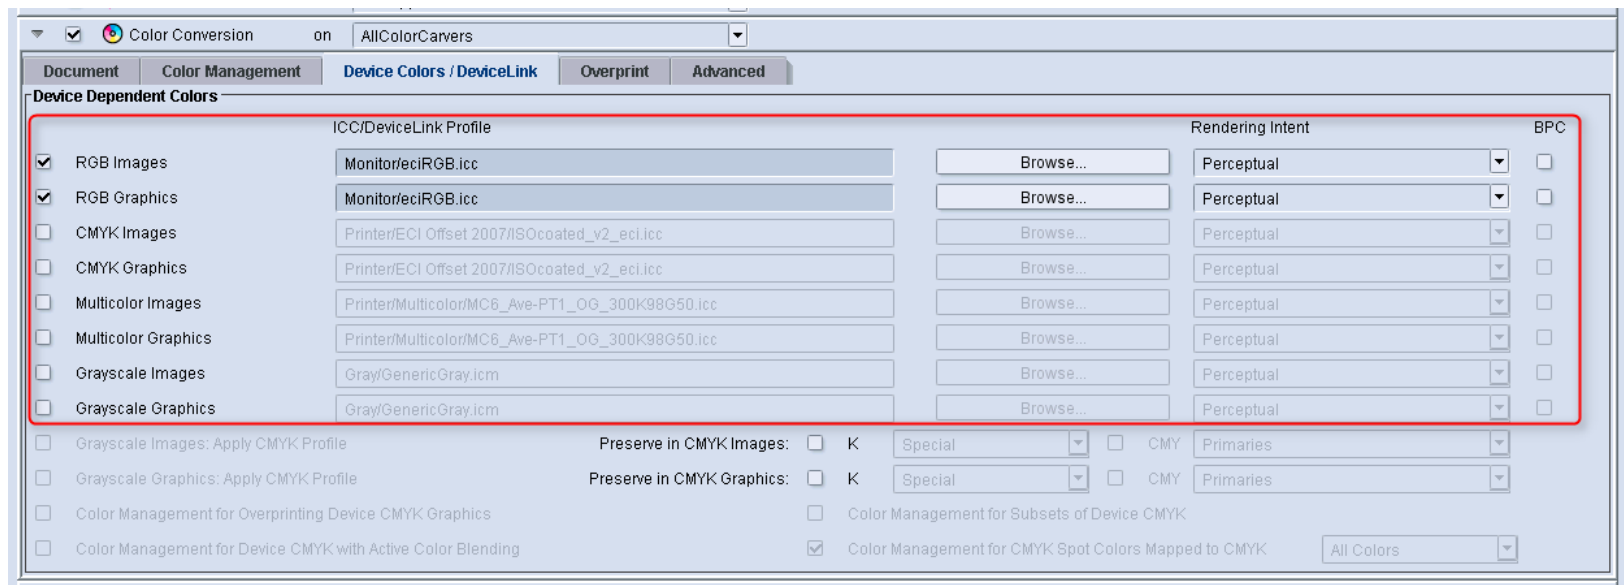 Color Conversion on AllColorCarvers
Document Color Management Device Colors / DeviceLink Overprint Advanced
Device Dependent Colors
ICC/DeviceLink Profile Rendering Intent BPC
RGB Images Monitor/eciRGB.icc Browse... Perceptual
RGB Graphics Monitor/eciRGB.icc Browse... Perceptual
CMYK Images Printer/ECI Offset 2007/ISOcoated_v2_eci.icc Browse... Perceptual
CMYK Graphics Printer/ECI Offset 2007/ISOcoated_v2_eci.icc Browse... Perceptual
Multicolor Images Printer/Multicolor/MC6_Ave-PT1_OG_300K98G50.icc Browse... Perceptual
Multicolor Graphics Printer/Multicolor/MC6_Ave-PT1_OG_300K98G50.icc Browse... Perceptual
Grayscale Images Gray/GenericGray.icm Browse... Perceptual
Grayscale Graphics Gray/GenericGray.icm Browse... Perceptual
Grayscale Images: Apply CMYK Profile Preserve in CMYK Images: K Special CMY Primaries
Grayscale Graphics: Apply CMYK Profile Preserve in CMYK Graphics: K Special CMY Primaries
Color Management for Overprinting Device CMYK Graphics Color Management for Subsets of Device CMYK
Color Management for Device CMYK with Active Color Blending Color Management for CMYK Spot Colors Mapped to CMYK All Colors